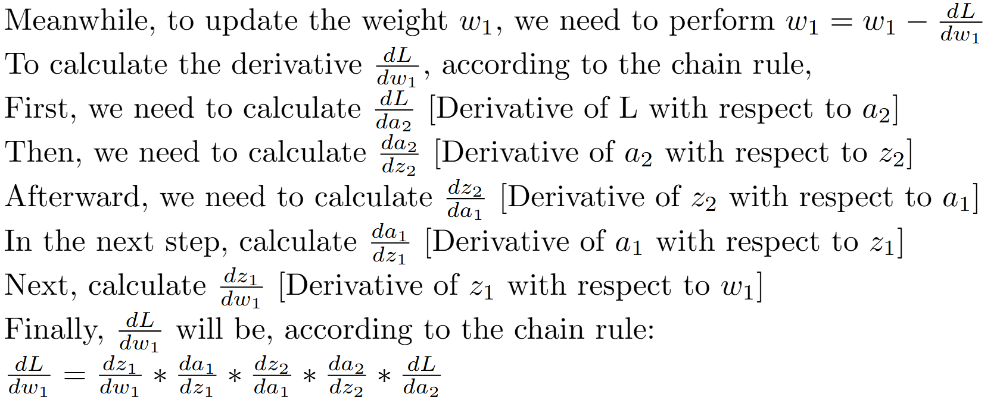 Meanwhile, to update the weight $w_1$, we need to perform $w_1 = w_1 - \frac{dL}{dw_1}$
To calculate the derivative $\frac{dL}{dw_1}$, according to the chain rule,
First, we need to calculate $\frac{dL}{da_2}$ [Derivative of L with respect to $a_2$]
Then, we need to calculate $\frac{da_2}{dz_2}$ [Derivative of $a_2$ with respect to $z_2$]
Afterward, we need to calculate $\frac{dz_2}{da_1}$ [Derivative of $z_2$ with respect to $a_1$]
In the next step, calculate $\frac{da_1}{dz_1}$ [Derivative of $a_1$ with respect to $z_1$]
Next, calculate $\frac{dz_1}{dw_1}$ [Derivative of $z_1$ with respect to $w_1$]
Finally, $\frac{dL}{dw_1}$ will be, according to the chain rule:
$\frac{dL}{dw_1} = \frac{dz_1}{dw_1} * \frac{da_1}{dz_1} * \frac{dz_2}{da_1} * \frac{da_2}{dz_2} * \frac{dL}{da_2}$